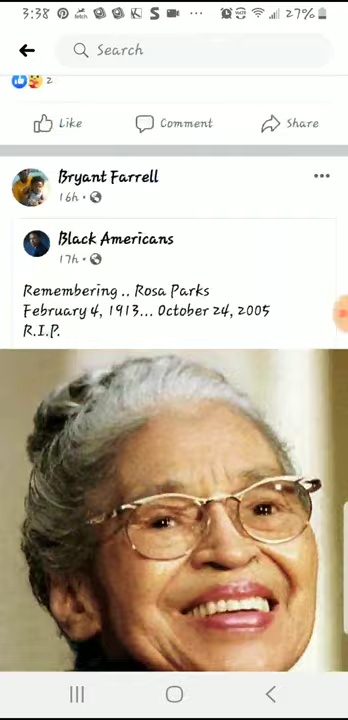 3:38
27%
Search
2
Like Comment Share
Bryant Farrell
16h
Black Americans
17h
Remembering .. Rosa Parks
February 4, 1913... October 24, 2005
R.I.P.